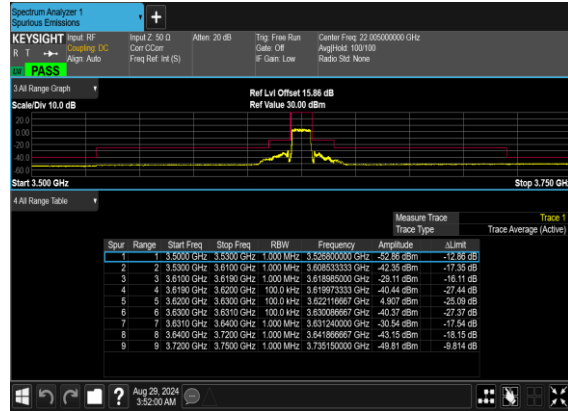 Spectrum Analyzer 1
Spurious Emissions
KEYSIGHT Input: RF Input Z: 50 Ω Atten: 20 dB Trig: Free Run Center Freq: 22.005000000 GHz
R T Coupling: DC Corr CCorr Gate: Off Avg|Hold: 100/100
Align: Auto Freq Ref: Int (S) IF Gain: Low Radio Std: None
PASS
3 All Range Graph
Ref Lvl Offset 15.86 dB
Scale/Div 10.0 dB Ref Value 30.00 dBm
20.0
0.00
-20.0
-40.0
-60.0
Start 3.500 GHz Stop 3.750 GHz
4 All Range Table
Measure Trace Trace 1
Trace Type Trace Average (Active)
Spur Range Start Freq Stop Freq RBW Frequency Amplitude ΔLimit
1 1 3.5000 GHz 3.5300 GHz 1.000 MHz 3.526800000 GHz -52.86 dBm -12.86 dB
2 2 3.5300 GHz 3.6100 GHz 1.000 MHz 3.608533333 GHz -42.35 dBm -17.35 dB
3 3 3.6100 GHz 3.6190 GHz 1.000 MHz 3.618985000 GHz -29.11 dBm -16.11 dB
4 4 3.6190 GHz 3.6200 GHz 100.0 kHz 3.619973333 GHz -40.44 dBm -27.44 dB
5 5 3.6200 GHz 3.6300 GHz 100.0 kHz 3.622116667 GHz 4.907 dBm -25.09 dB
6 6 3.6300 GHz 3.6310 GHz 100.0 kHz 3.630086667 GHz -40.37 dBm -27.37 dB
7 7 3.6310 GHz 3.6400 GHz 1.000 MHz 3.631240000 GHz -30.54 dBm -17.54 dB
8 8 3.6400 GHz 3.7200 GHz 1.000 MHz 3.641866667 GHz -43.15 dBm -18.15 dB
9 9 3.7200 GHz 3.7500 GHz 1.000 MHz 3.735150000 GHz -49.81 dBm -9.814 dB
? Aug 29, 2024
3:52:00 AM